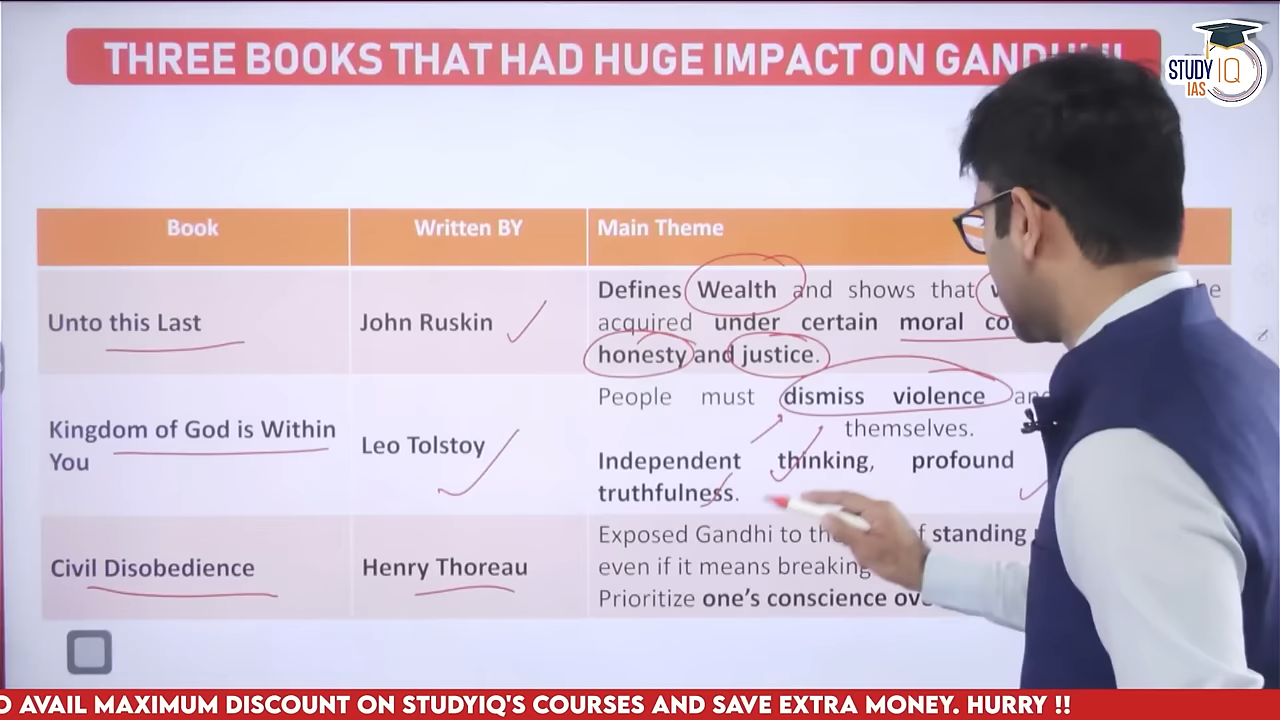 THREE BOOKS THAT HAD HUGE IMPACT ON
STUDY IQ
IAS
Book
Written BY
Main Theme
Unto this Last
John Ruskin
Defines Wealth and shows that
acquired under certain moral
honesty and justice.
Kingdom of God is Within
You
Leo Tolstoy
People must dismiss violence
themselves.
Independent thinking, profound
truthfulness.
Civil Disobedience
Henry Thoreau
Exposed Gandhi to of standing
even if it means breaking
Prioritize one's conscience
AVAIL MAXIMUM DISCOUNT ON STUDYIQ'S COURSES AND SAVE EXTRA MONEY. HURRY !!